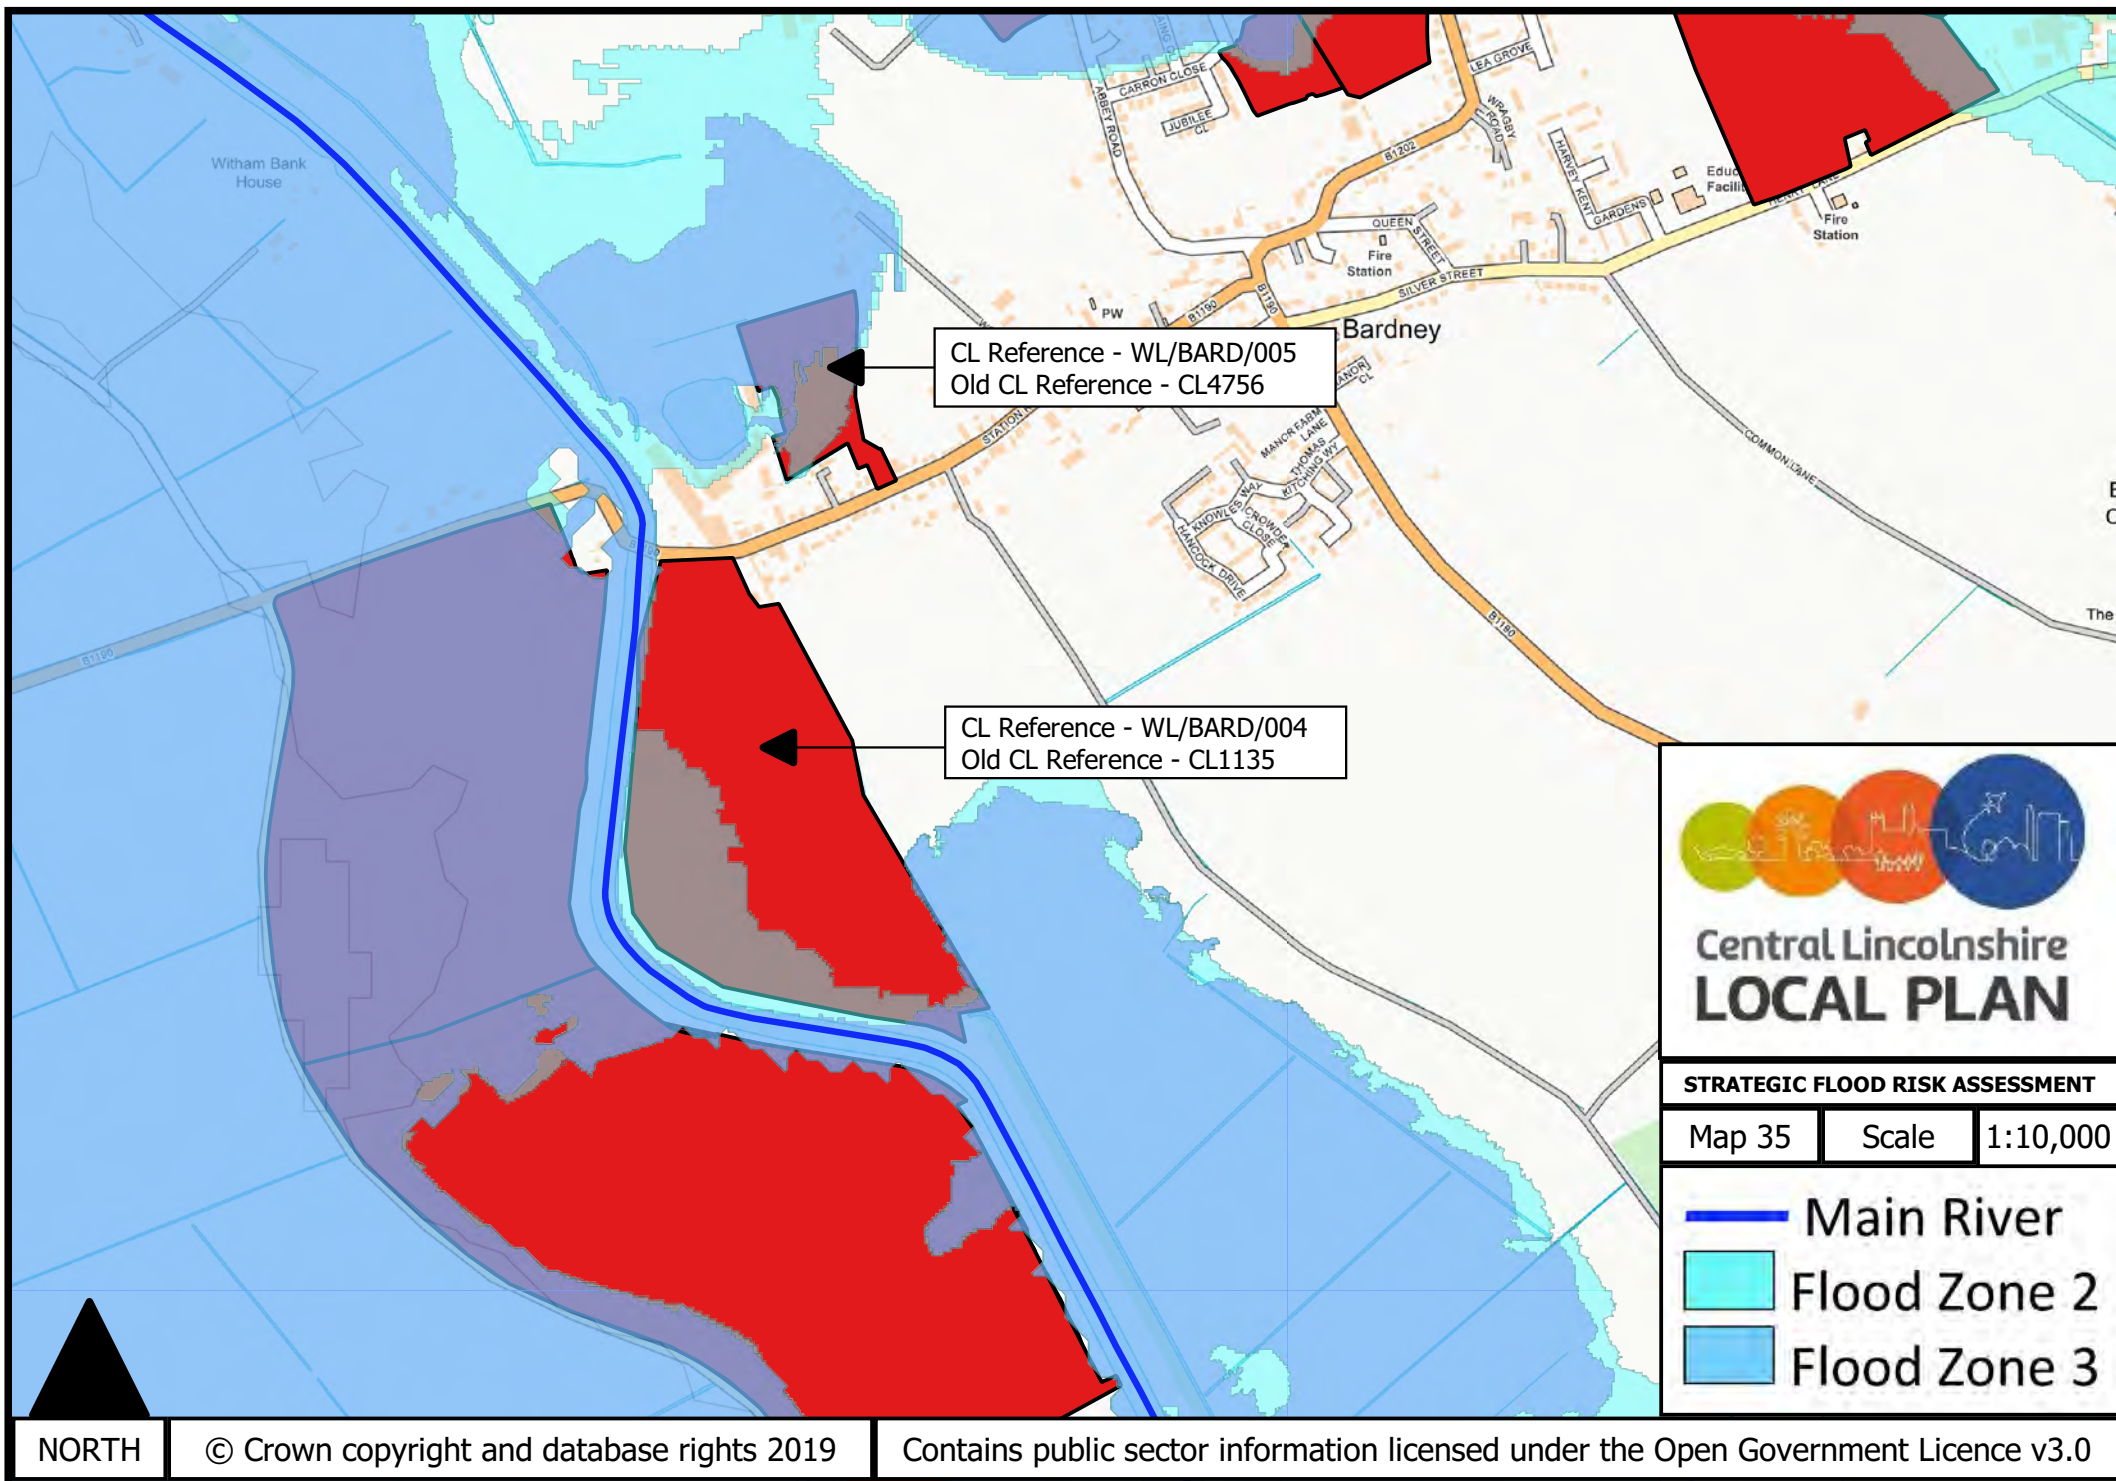 Witham Bank
House
CARRON CLOSE
JUBILEE
CL
ABBEY ROAD
LEA GROVE
WRAGBY
ROAD
B1202
HARVEY KENT
GARDENS
Fire
Station
QUEEN
STREET
Fire
Station
SILVER STREET
PW
B1190
B1190
Bardney
CL Reference - WL/BARD/005
Old CL Reference - CL4756
MANOR
CL
MANOR FARM
LANE
THOMAS
KITCHING WY
KNOWLES WAY
CROWDER
CLOSE
HANCOCK DRIVE
COMMON LANE
B1190
B1190
B1190
The
CL Reference - WL/BARD/004
Old CL Reference - CL1135
Central Lincolnshire
LOCAL PLAN
STRATEGIC FLOOD RISK ASSESSMENT
Map 35 Scale 1:10,000
Main River
Flood Zone 2
Flood Zone 3
NORTH © Crown copyright and database rights 2019 Contains public sector information licensed under the Open Government Licence v3.0